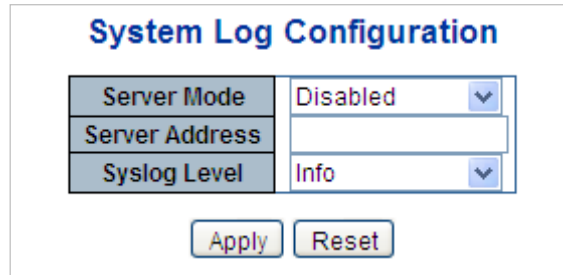 System Log Configuration
Server Mode Disabled
Server Address
Syslog Level Info
Apply Reset